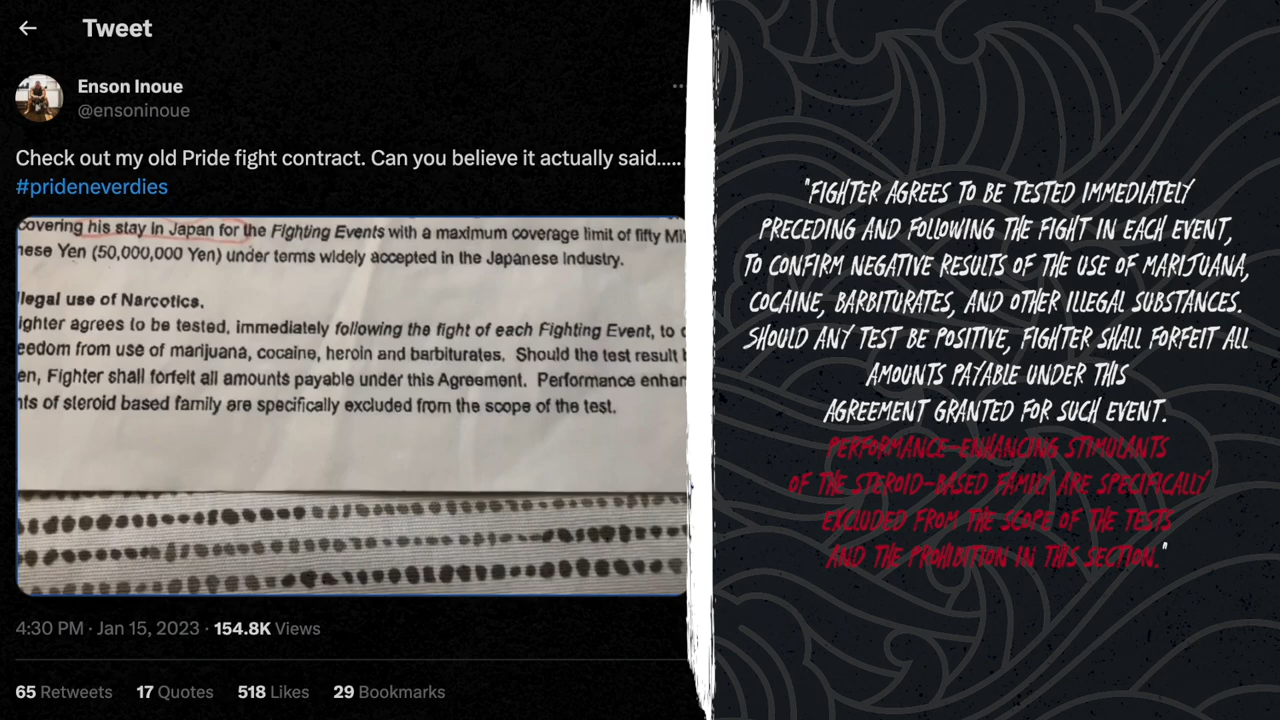 Tweet
Enson Inoue
@ensoninoue
Check out my old Pride fight contract. Can you believe it actually said.....
#prideneverdies
covering his stay in Japan for the Fighting Events with a maximum coverage limit of fifty Mi
nese Yen (50,000,000 Yen) under terms widely accepted in the Japanese Industry.
legal use of Narcotics.
ighter agrees to be tested, immediately following the fight of each Fighting Event, to c
eedom from use of marijuana, cocaine, heroin and barbiturates. Should the test result b
en, Fighter shall forfeit all amounts payable under this Agreement. Performance enhan
nts of steroid based family are specifically excluded from the scope of the test.
4:30 PM · Jan 15, 2023 · 154.8K Views
65 Retweets 17 Quotes 518 Likes 29 Bookmarks
"FIGHTER AGREES TO BE TESTED IMMEDIATELY
PRECEDING AND FOLLOWING THE FIGHT IN EACH EVENT,
TO CONFIRM NEGATIVE RESULTS OF THE USE OF MARIJUANA,
COCAINE, BARBITURATES, AND OTHER ILLEGAL SUBSTANCES.
SHOULD ANY TEST BE POSITIVE, FIGHTER SHALL FORFEIT ALL
AMOUNTS PAYABLE UNDER THIS
AGREEMENT GRANTED FOR SUCH EVENT.
PERFORMANCE-ENHANCING STIMULANTS
OF THE STEROID-BASED FAMILY ARE SPECIFICALLY
EXCLUDED FROM THE SCOPE OF THE TESTS
AND THE PROHIBITION IN THIS SECTION."